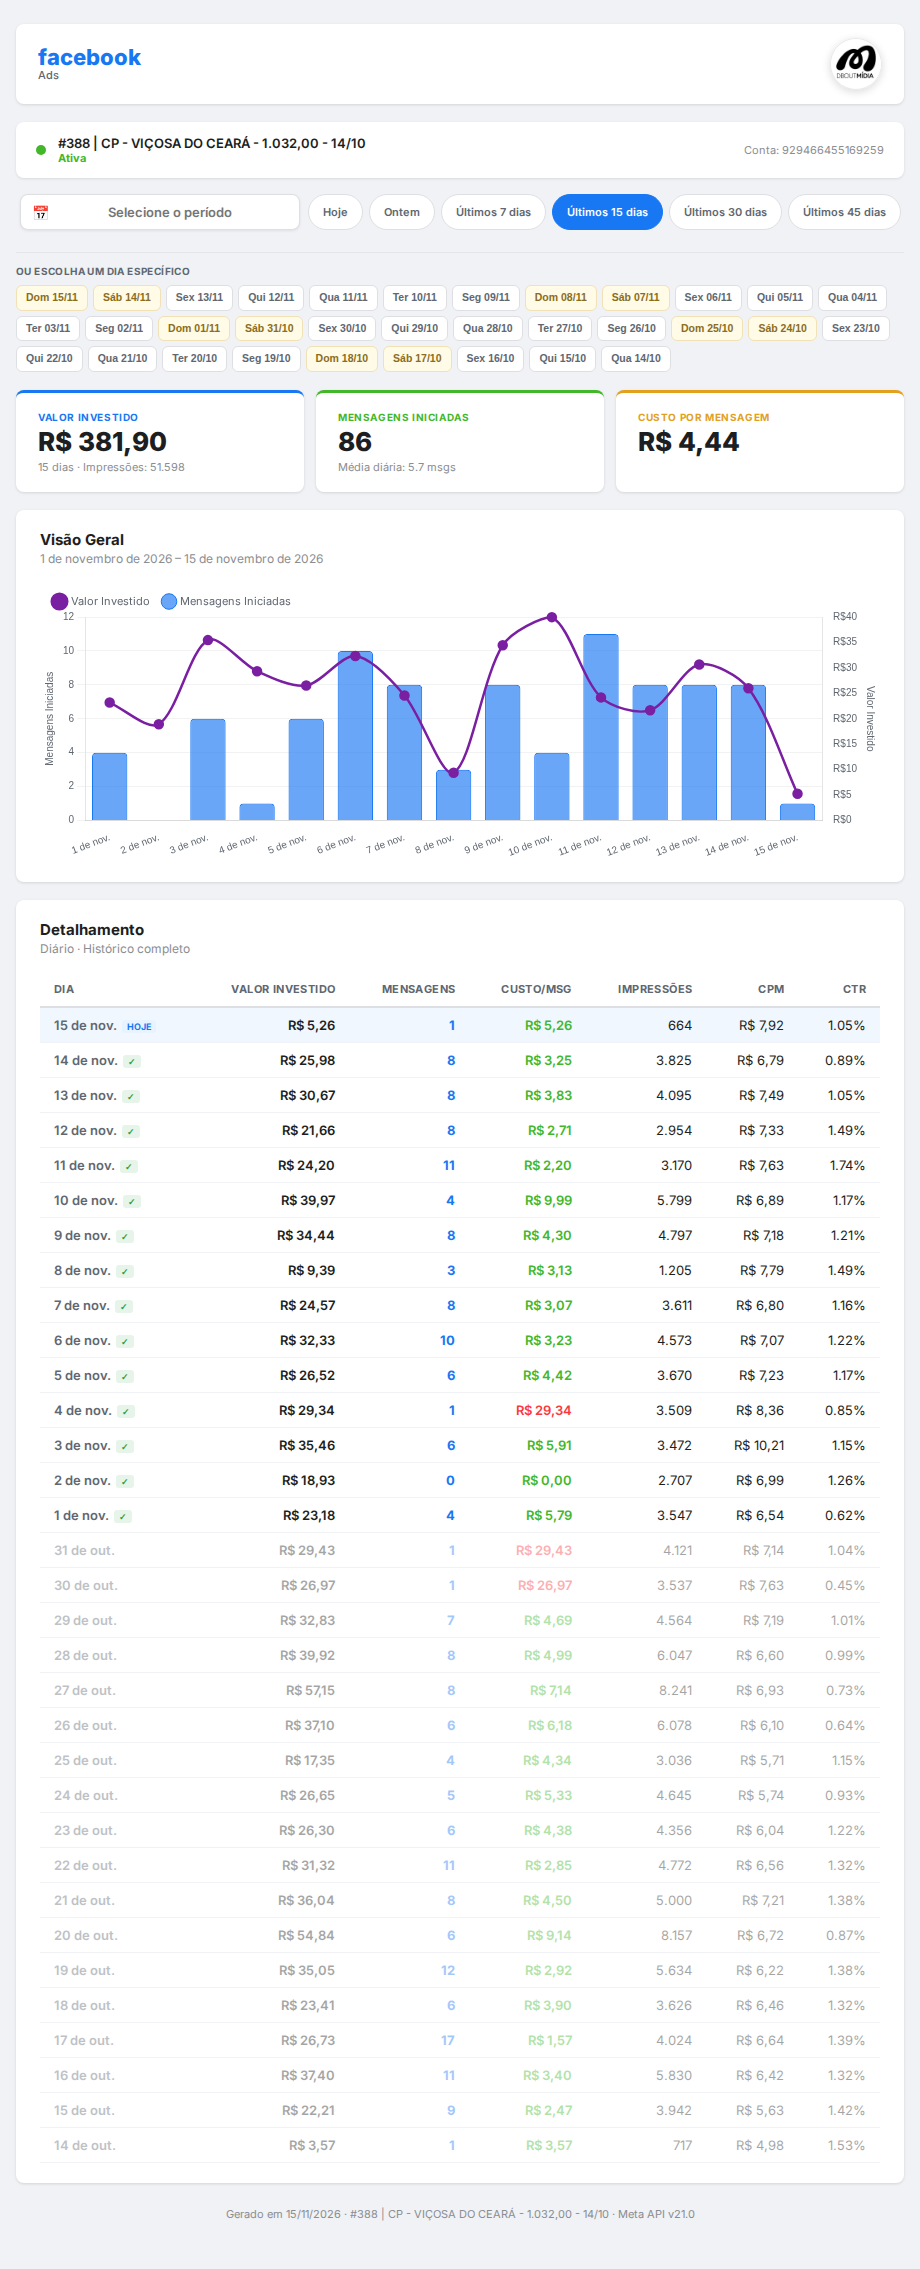 facebook
Ads
DBOUTMÍDIA
#388 | CP - VIÇOSA DO CEARÁ - 1.032,00 - 14/10
Ativa
Conta: 929466455169259
Selecione o período
Hoje
Ontem
Últimos 7 dias
Últimos 15 dias
Últimos 30 dias
Últimos 45 dias
OU ESCOLHA UM DIA ESPECÍFICO
Dom 15/11 Sáb 14/11 Sex 13/11 Qui 12/11 Qua 11/11 Ter 10/11 Seg 09/11 Dom 08/11 Sáb 07/11 Sex 06/11 Qui 05/11 Qua 04/11
Ter 03/11 Seg 02/11 Dom 01/11 Sáb 31/10 Sex 30/10 Qui 29/10 Qua 28/10 Ter 27/10 Seg 26/10 Dom 25/10 Sáb 24/10 Sex 23/10
Qui 22/10 Qua 21/10 Ter 20/10 Seg 19/10 Dom 18/10 Sáb 17/10 Sex 16/10 Qui 15/10 Qua 14/10
VALOR INVESTIDO
R$ 381,90
15 dias · Impressões: 51.598
MENSAGENS INICIADAS
86
Média diária: 5.7 msgs
CUSTO POR MENSAGEM
R$ 4,44
Visão Geral
1 de novembro de 2026 – 15 de novembro de 2026
Valor Investido Mensagens Iniciadas
Mensagens Iniciadas
12
10
8
6
4
2
0
R$40
R$35
R$30
R$25
R$20
R$15
R$10
R$5
R$0
Valor Investido
1 de nov. 2 de nov. 3 de nov. 4 de nov. 5 de nov. 6 de nov. 7 de nov. 8 de nov. 9 de nov. 10 de nov. 11 de nov. 12 de nov. 13 de nov. 14 de nov. 15 de nov.
Detalhamento
Diário · Histórico completo
DIA VALOR INVESTIDO MENSAGENS CUSTO/MSG IMPRESSÕES CPM CTR
15 de nov. HOJE R$ 5,26 1 R$ 5,26 664 R$ 7,92 1.05%
14 de nov. ✓ R$ 25,98 8 R$ 3,25 3.825 R$ 6,79 0.89%
13 de nov. ✓ R$ 30,67 8 R$ 3,83 4.095 R$ 7,49 1.05%
12 de nov. ✓ R$ 21,66 8 R$ 2,71 2.954 R$ 7,33 1.49%
11 de nov. ✓ R$ 24,20 11 R$ 2,20 3.170 R$ 7,63 1.74%
10 de nov. ✓ R$ 39,97 4 R$ 9,99 5.799 R$ 6,89 1.17%
9 de nov. ✓ R$ 34,44 8 R$ 4,30 4.797 R$ 7,18 1.21%
8 de nov. ✓ R$ 9,39 3 R$ 3,13 1.205 R$ 7,79 1.49%
7 de nov. ✓ R$ 24,57 8 R$ 3,07 3.611 R$ 6,80 1.16%
6 de nov. ✓ R$ 32,33 10 R$ 3,23 4.573 R$ 7,07 1.22%
5 de nov. ✓ R$ 26,52 6 R$ 4,42 3.670 R$ 7,23 1.17%
4 de nov. ✓ R$ 29,34 1 R$ 29,34 3.509 R$ 8,36 0.85%
3 de nov. ✓ R$ 35,46 6 R$ 5,91 3.472 R$ 10,21 1.15%
2 de nov. ✓ R$ 18,93 0 R$ 0,00 2.707 R$ 6,99 1.26%
1 de nov. ✓ R$ 23,18 4 R$ 5,79 3.547 R$ 6,54 0.62%
31 de out. R$ 29,43 1 R$ 29,43 4.121 R$ 7,14 1.04%
30 de out. R$ 26,97 1 R$ 26,97 3.537 R$ 7,63 0.45%
29 de out. R$ 32,83 7 R$ 4,69 4.564 R$ 7,19 1.01%
28 de out. R$ 39,92 8 R$ 4,99 6.047 R$ 6,60 0.99%
27 de out. R$ 57,15 8 R$ 7,14 8.241 R$ 6,93 0.73%
26 de out. R$ 37,10 6 R$ 6,18 6.078 R$ 6,10 0.64%
25 de out. R$ 17,35 4 R$ 4,34 3.036 R$ 5,71 1.15%
24 de out. R$ 26,65 5 R$ 5,33 4.645 R$ 5,74 0.93%
23 de out. R$ 26,30 6 R$ 4,38 4.356 R$ 6,04 1.22%
22 de out. R$ 31,32 11 R$ 2,85 4.772 R$ 6,56 1.32%
21 de out. R$ 36,04 8 R$ 4,50 5.000 R$ 7,21 1.38%
20 de out. R$ 54,84 6 R$ 9,14 8.157 R$ 6,72 0.87%
19 de out. R$ 35,05 12 R$ 2,92 5.634 R$ 6,22 1.38%
18 de out. R$ 23,41 6 R$ 3,90 3.626 R$ 6,46 1.32%
17 de out. R$ 26,73 17 R$ 1,57 4.024 R$ 6,64 1.39%
16 de out. R$ 37,40 11 R$ 3,40 5.830 R$ 6,42 1.32%
15 de out. R$ 22,21 9 R$ 2,47 3.942 R$ 5,63 1.42%
14 de out. R$ 3,57 1 R$ 3,57 717 R$ 4,98 1.53%
Gerado em 15/11/2026 · #388 | CP - VIÇOSA DO CEARÁ - 1.032,00 - 14/10 · Meta API v21.0